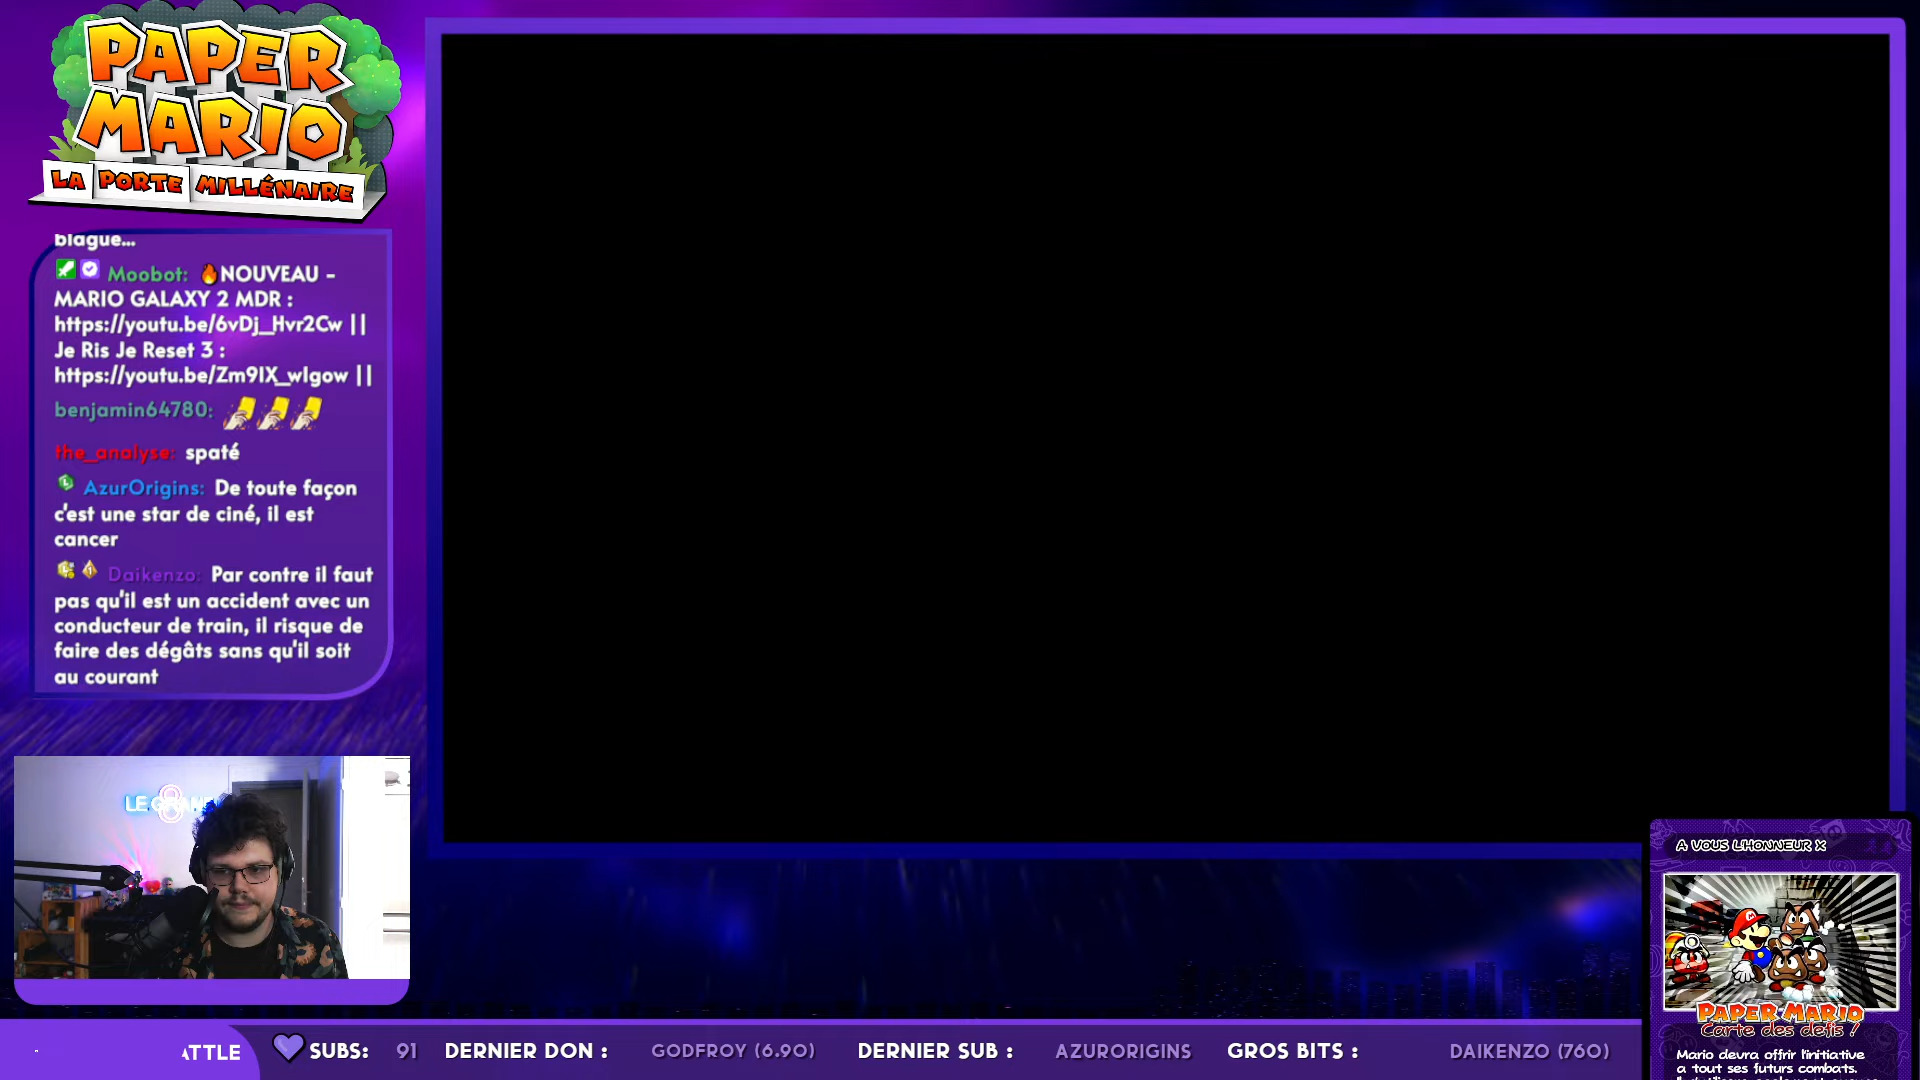 PAPER
MARIO
LA PORTE MILLÉNAIRE
blague...
Moobot: 🔥NOUVEAU -
MARIO GALAXY 2 MDR :
https://youtu.be/6vDj_Hvr2Cw ||
Je Ris Je Reset 3 :
https://youtu.be/Zm9IX_wIgow ||
benjamin64780:
the_analyse: spaté
AzurOrigins: De toute façon
c'est une star de ciné, il est
cancer
Daikenzo: Par contre il faut
pas qu'il est un accident avec un
conducteur de train, il risque de
faire des dégâts sans qu'il soit
au courant
LE GRAND
8
A VOUS L'HONNEUR X
PAPER MARIO
Carte des défis !
Mario devra offrir l'initiative
a tout ses futurs combats.
ATTLE
SUBS: 91 DERNIER DON : GODFROY (6.90) DERNIER SUB : AZURORIGINS GROS BITS : DAIKENZO (760)